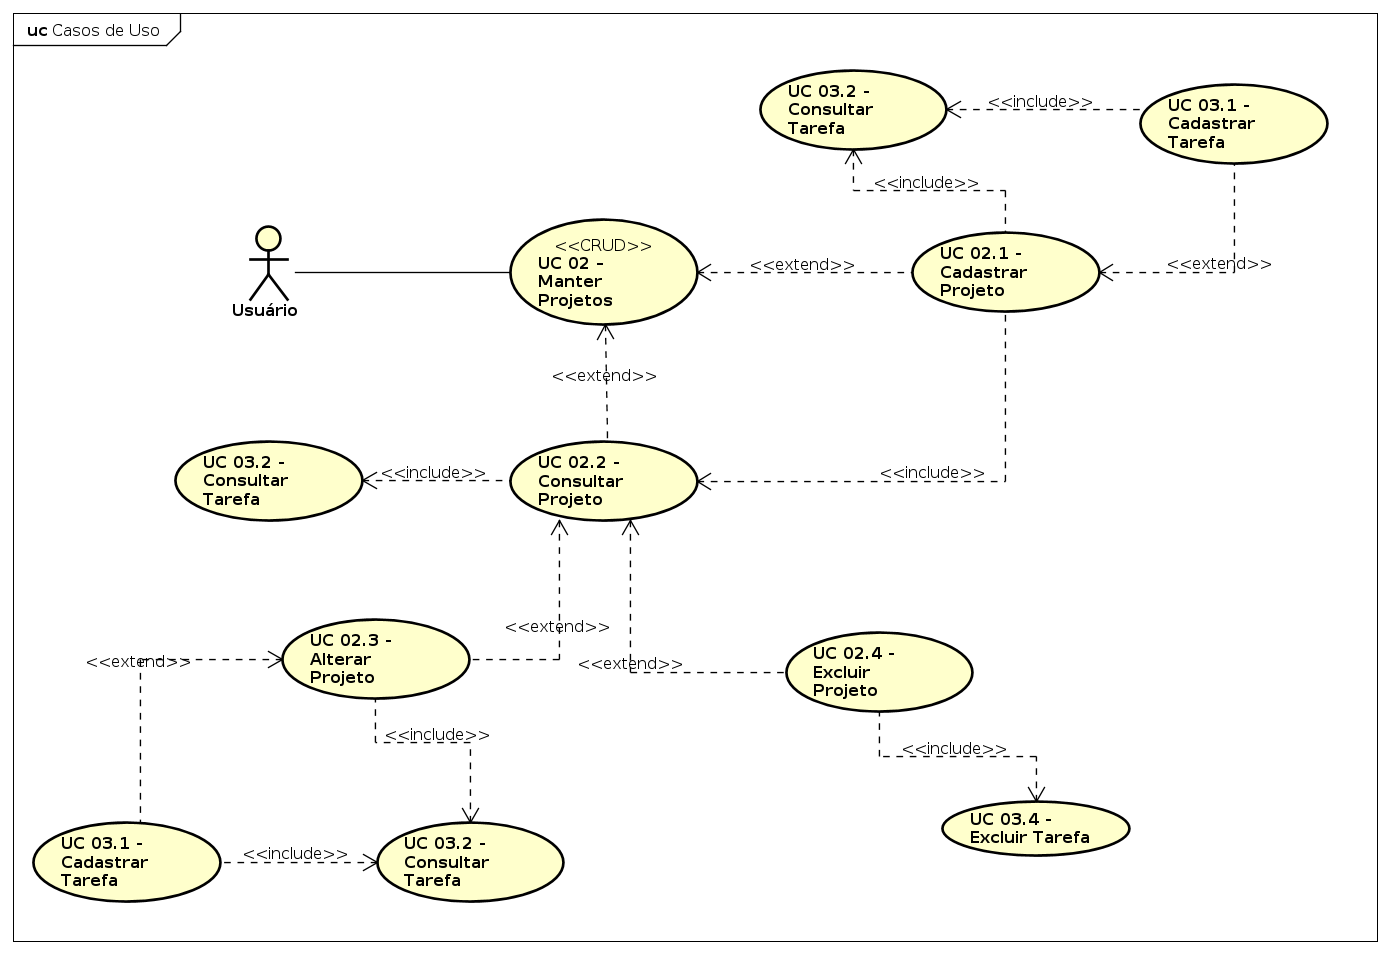 uc Casos de Uso
UC 03.2 -
Consultar
Tarefa
<<include>>
UC 03.1 -
Cadastrar
Tarefa
<<include>>
Usuário
<<CRUD>>
UC 02 -
Manter
Projetos
<<extend>>
UC 02.1 -
Cadastrar
Projeto
<<extend>>
<<extend>>
UC 03.2 -
Consultar
Tarefa
<<include>>
UC 02.2 -
Consultar
Projeto
<<include>>
<<extend>>
UC 02.3 -
Alterar
Projeto
<<extend>>
<<extend>>
UC 02.4 -
Excluir
Projeto
<<include>>
<<include>>
UC 03.1 -
Cadastrar
Tarefa
<<include>>
UC 03.2 -
Consultar
Tarefa
UC 03.4 -
Excluir Tarefa